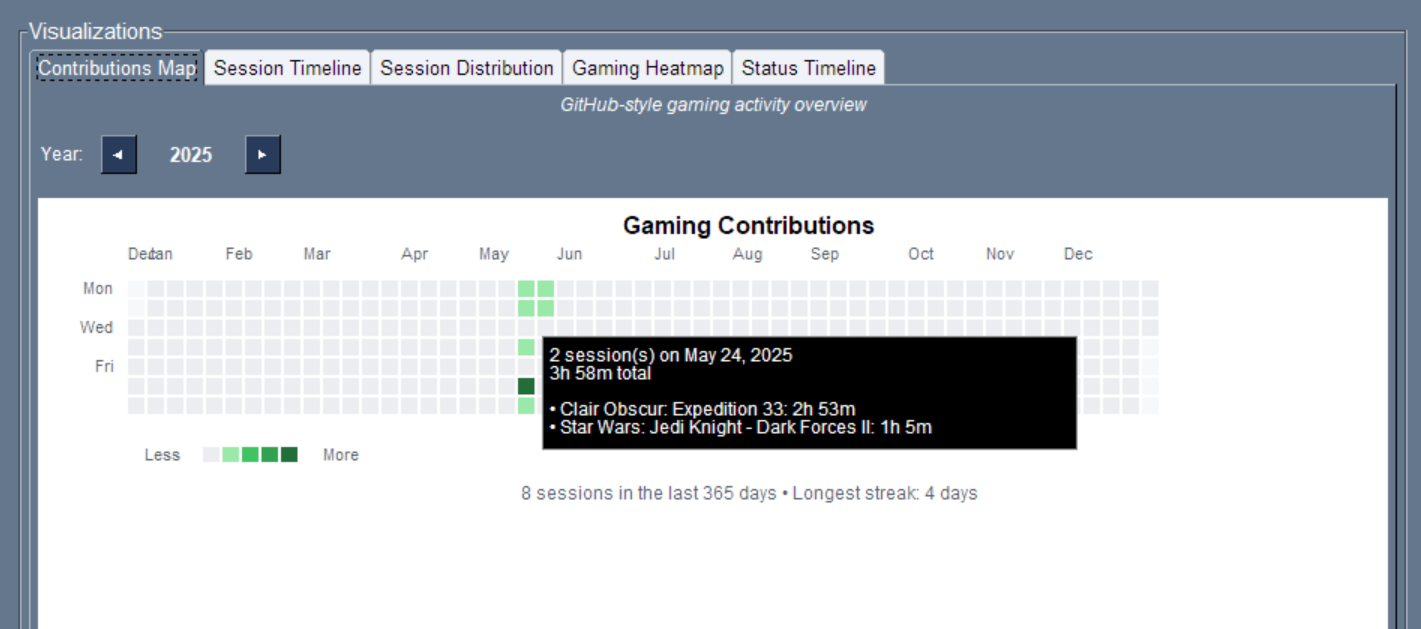 Visualizations
Contributions Map Session Timeline Session Distribution Gaming Heatmap Status Timeline
GitHub-style gaming activity overview
Year: ◄ 2025 ►
Gaming Contributions
Feb Mar Apr May Jun Jul Aug Sep Oct Nov Dec
Mon
Wed
Fri
2 session(s) on May 24, 2025
3h 58m total
• Clair Obscur: Expedition 33: 2h 53m
• Star Wars: Jedi Knight - Dark Forces II: 1h 5m
Less More
8 sessions in the last 365 days • Longest streak: 4 days